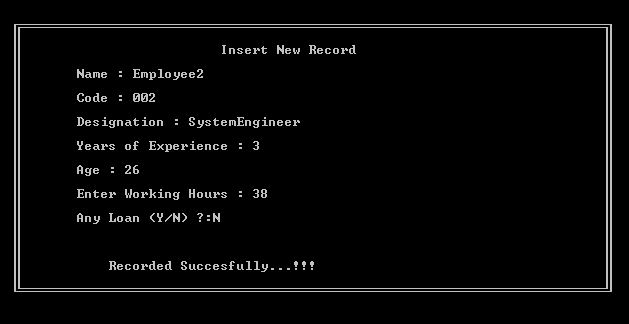 Insert New Record
Name : Employee2
Code : 002
Designation : SystemEngineer
Years of Experience : 3
Age : 26
Enter Working Hours : 38
Any Loan (Y/N) ?:N
Recorded Succesfully...!!!